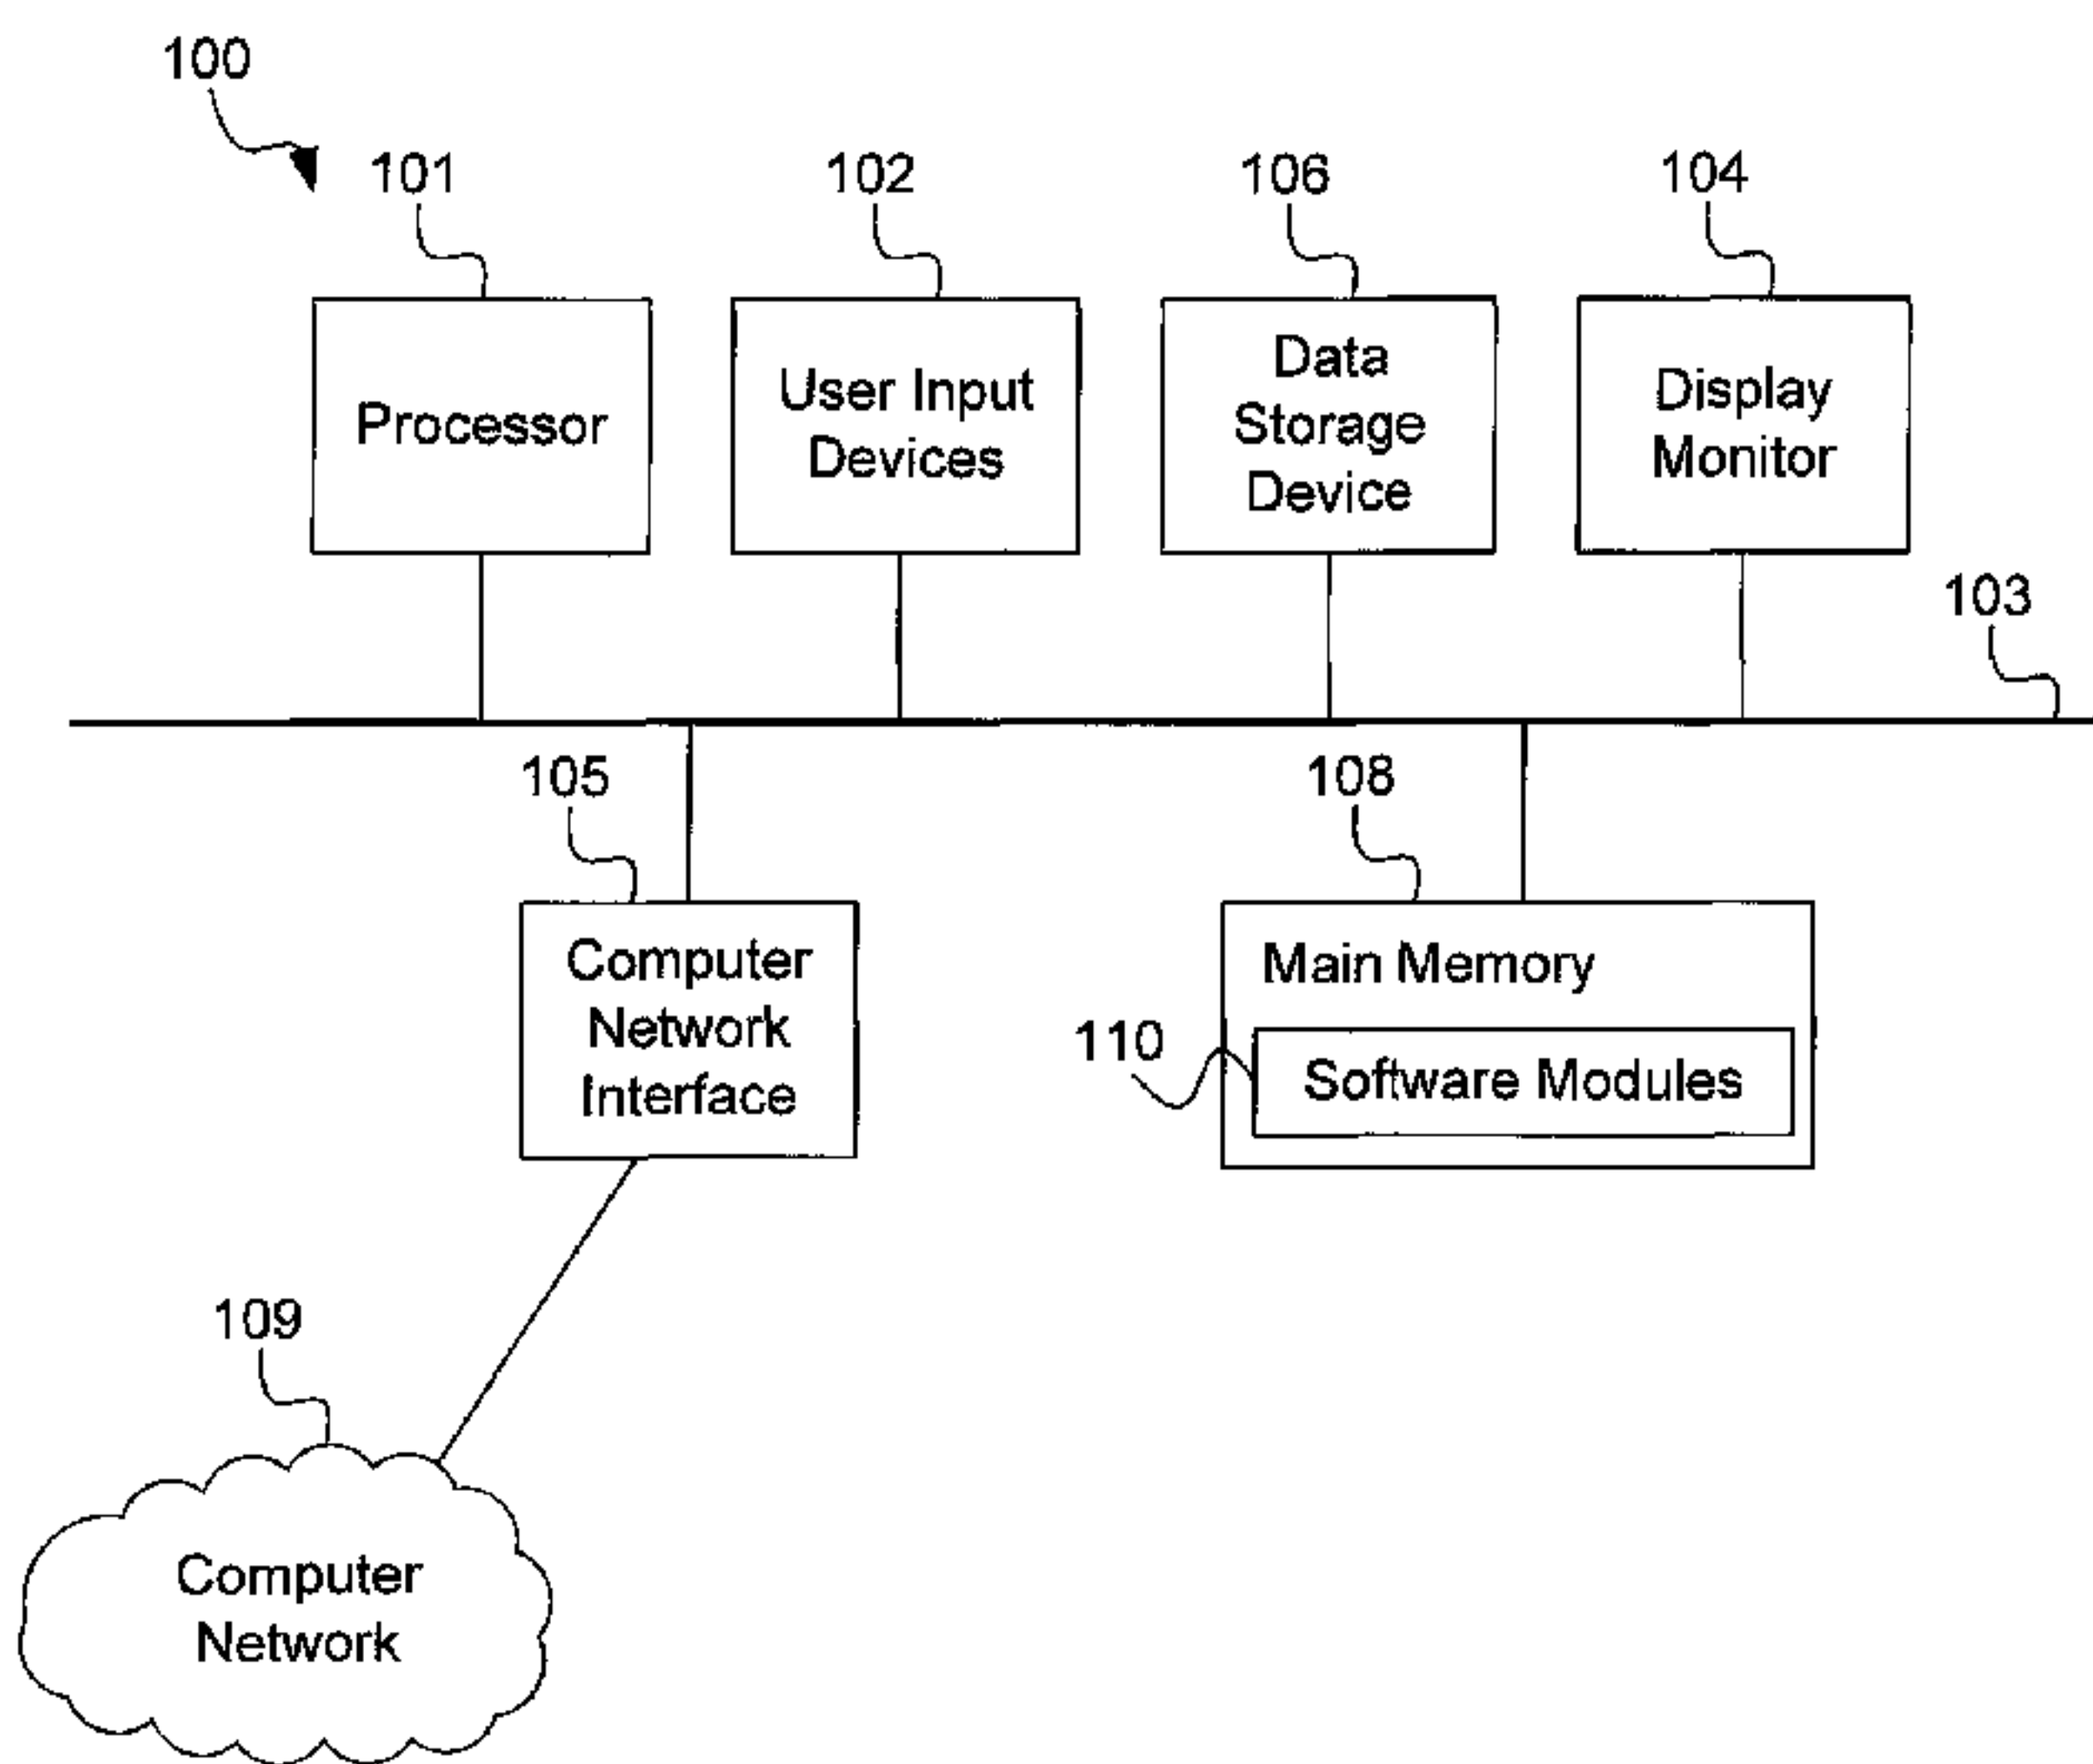 100
101
102
106
104
Processor
User Input
Devices
Data
Storage
Device
Display
Monitor
103
105
108
Computer
Network
Interface
Main Memory
110
Software Modules
109
Computer
Network